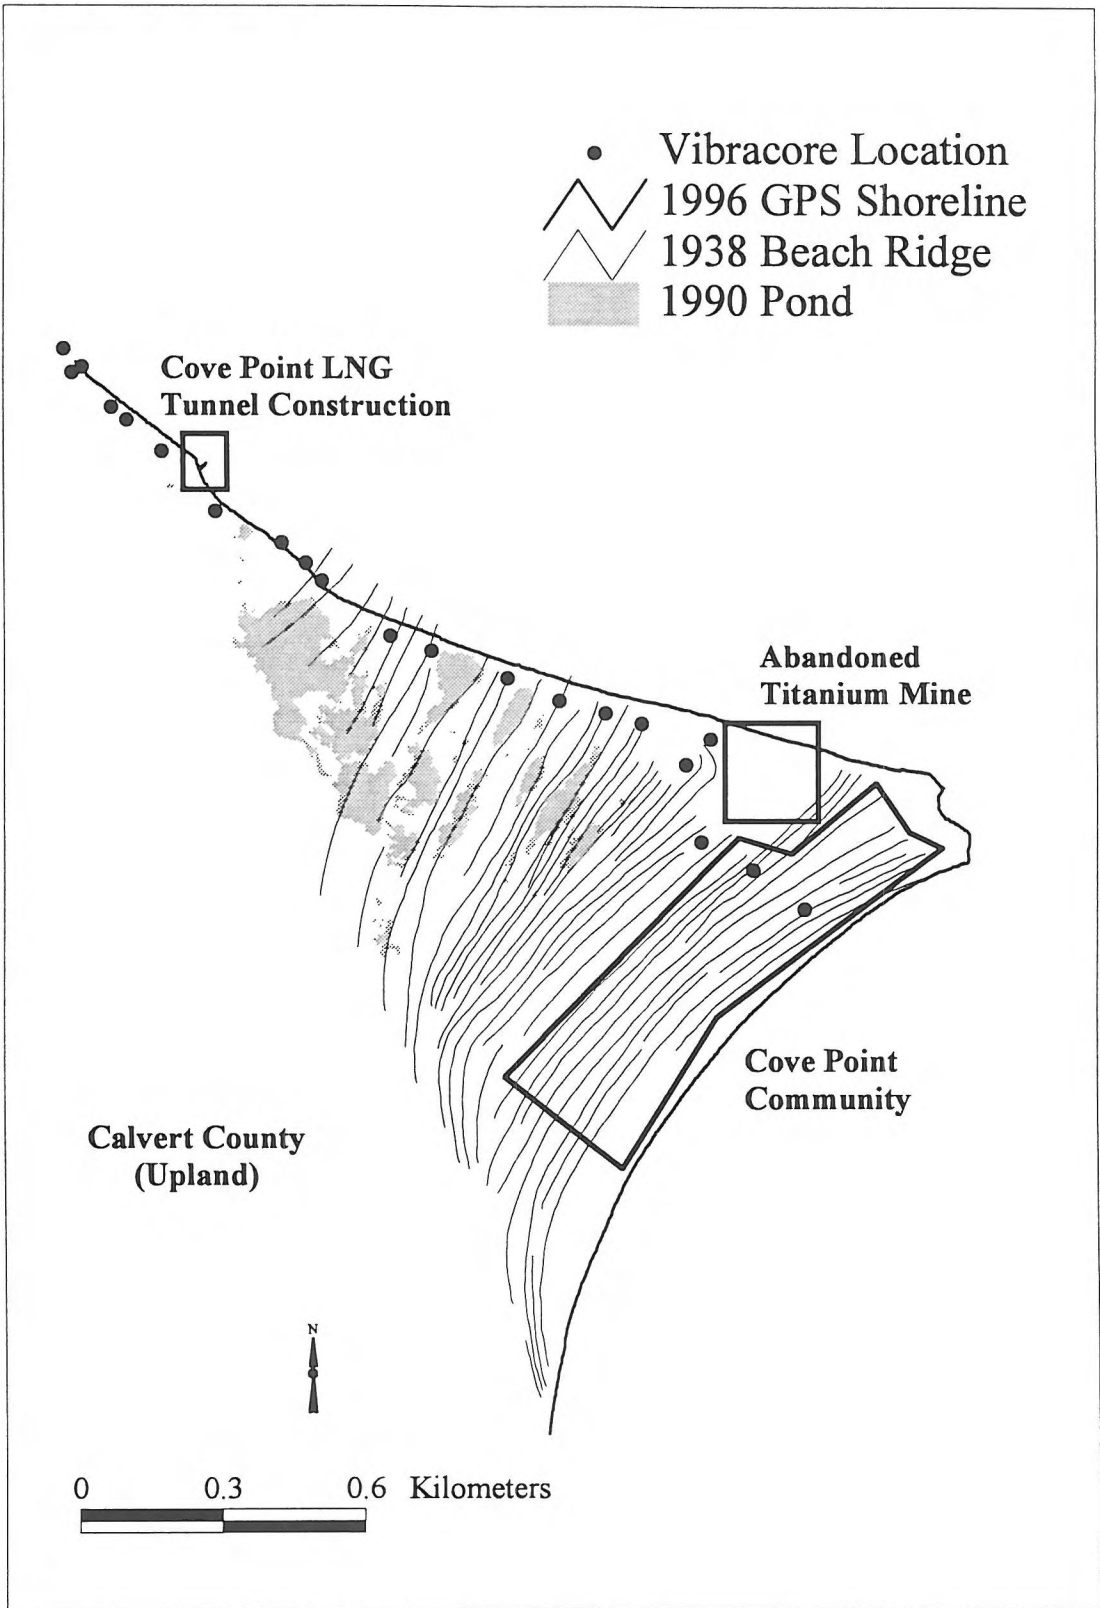 Vibracore Location
1996 GPS Shoreline
1938 Beach Ridge
1990 Pond
Cove Point LNG
Tunnel Construction
Abandoned
Titanium Mine
Cove Point
Community
Calvert County
(Upland)
N
0 0.3 0.6 Kilometers